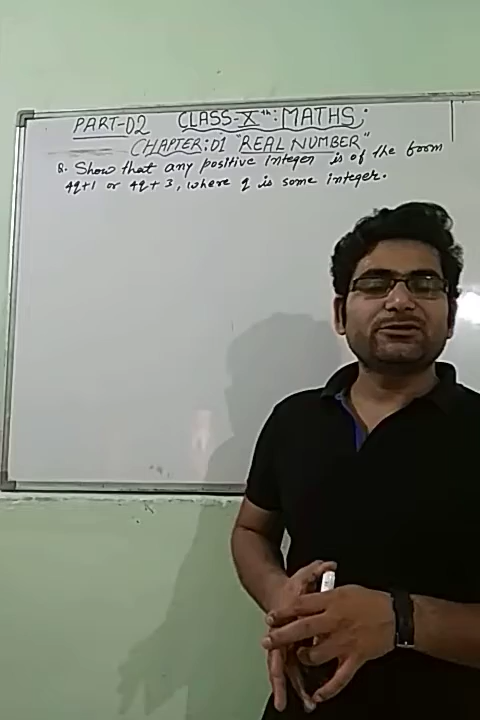 PART-02 CLASS-Xth: MATHS:
CHAPTER:01 "REAL NUMBER"
Q. Show that any positive integer is of the form
4q+1 or 4q+3, where q is some integer.